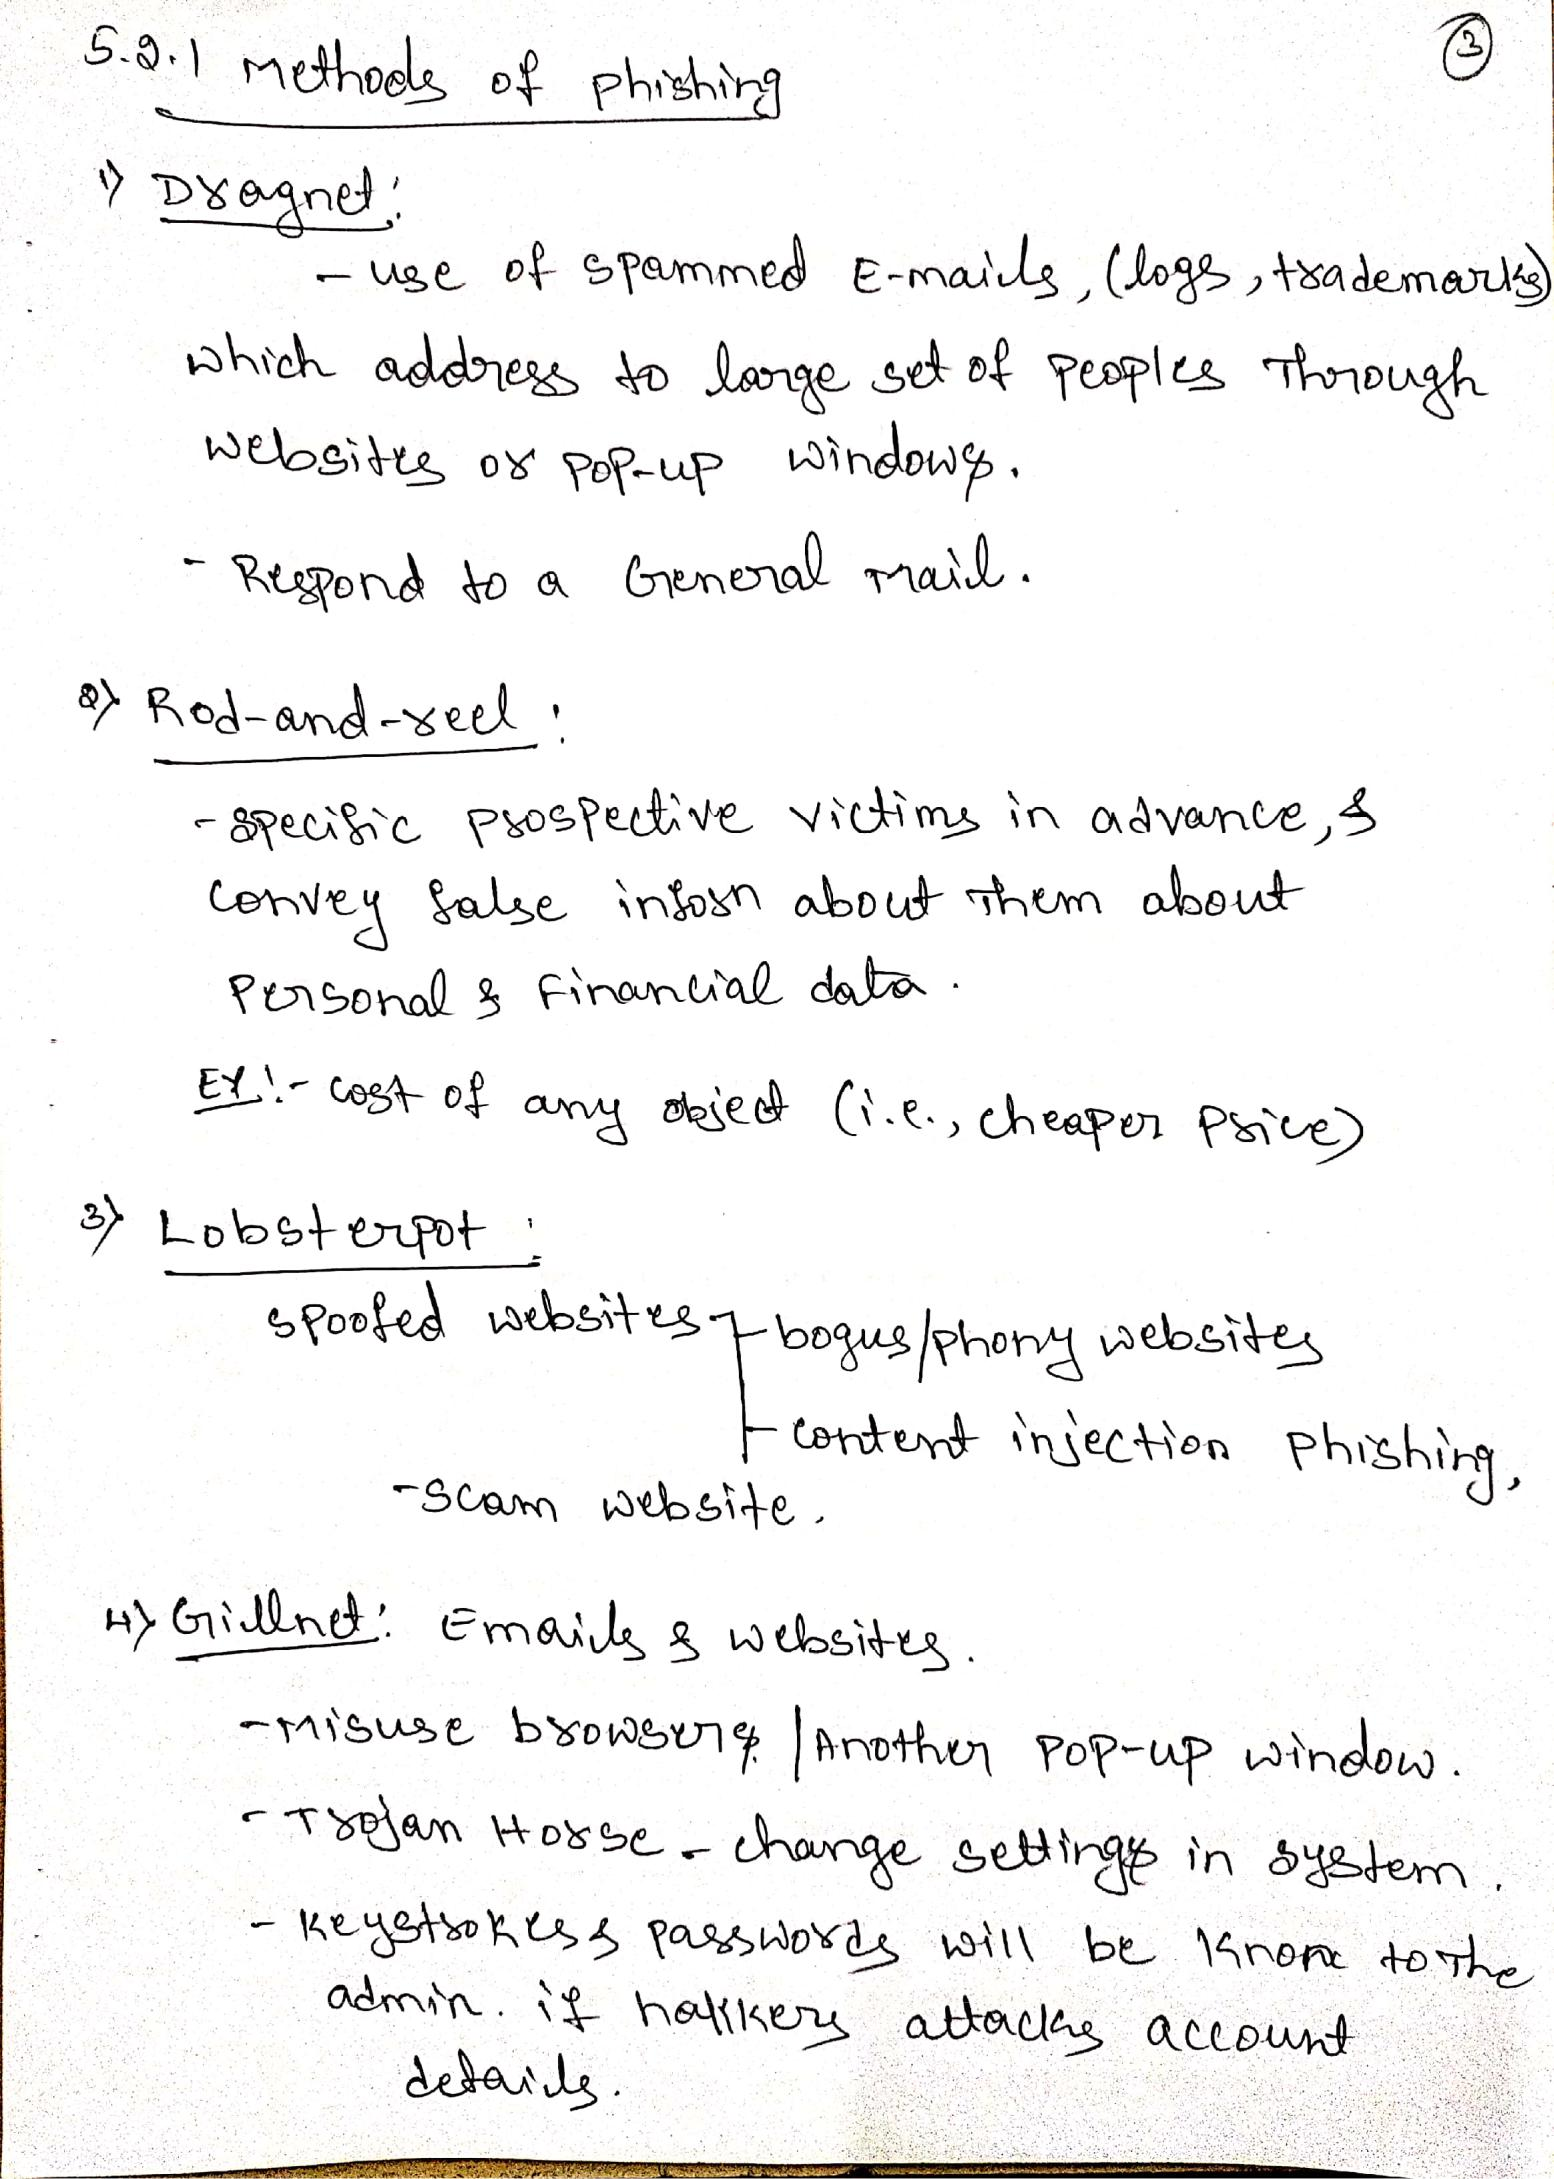 5.2.1 Methods of phishing
3
1) Dragnet:
- use of spammed E-mails, (logs, trademarks)
which address to large set of peoples through
websites or pop-up windows.
- Respond to a General mail.
2) Rod-and-reel:
- specific prospective victims in advance, &
convey false inforn about them about
Personal & Financial data.
EX:- cost of any object (i.e., cheaper price)
3) Lobsterpot:
spoofed websites - bogus/phony websites
- content injection phishing,
- scam website.
4) Gillnet: Emails & websites.
- Misuse browsers / Another pop-up window.
- Trojan Horse - change settings in system.
- Keystrokes & passwords will be to the
admin. if hakkers attacks account
details.